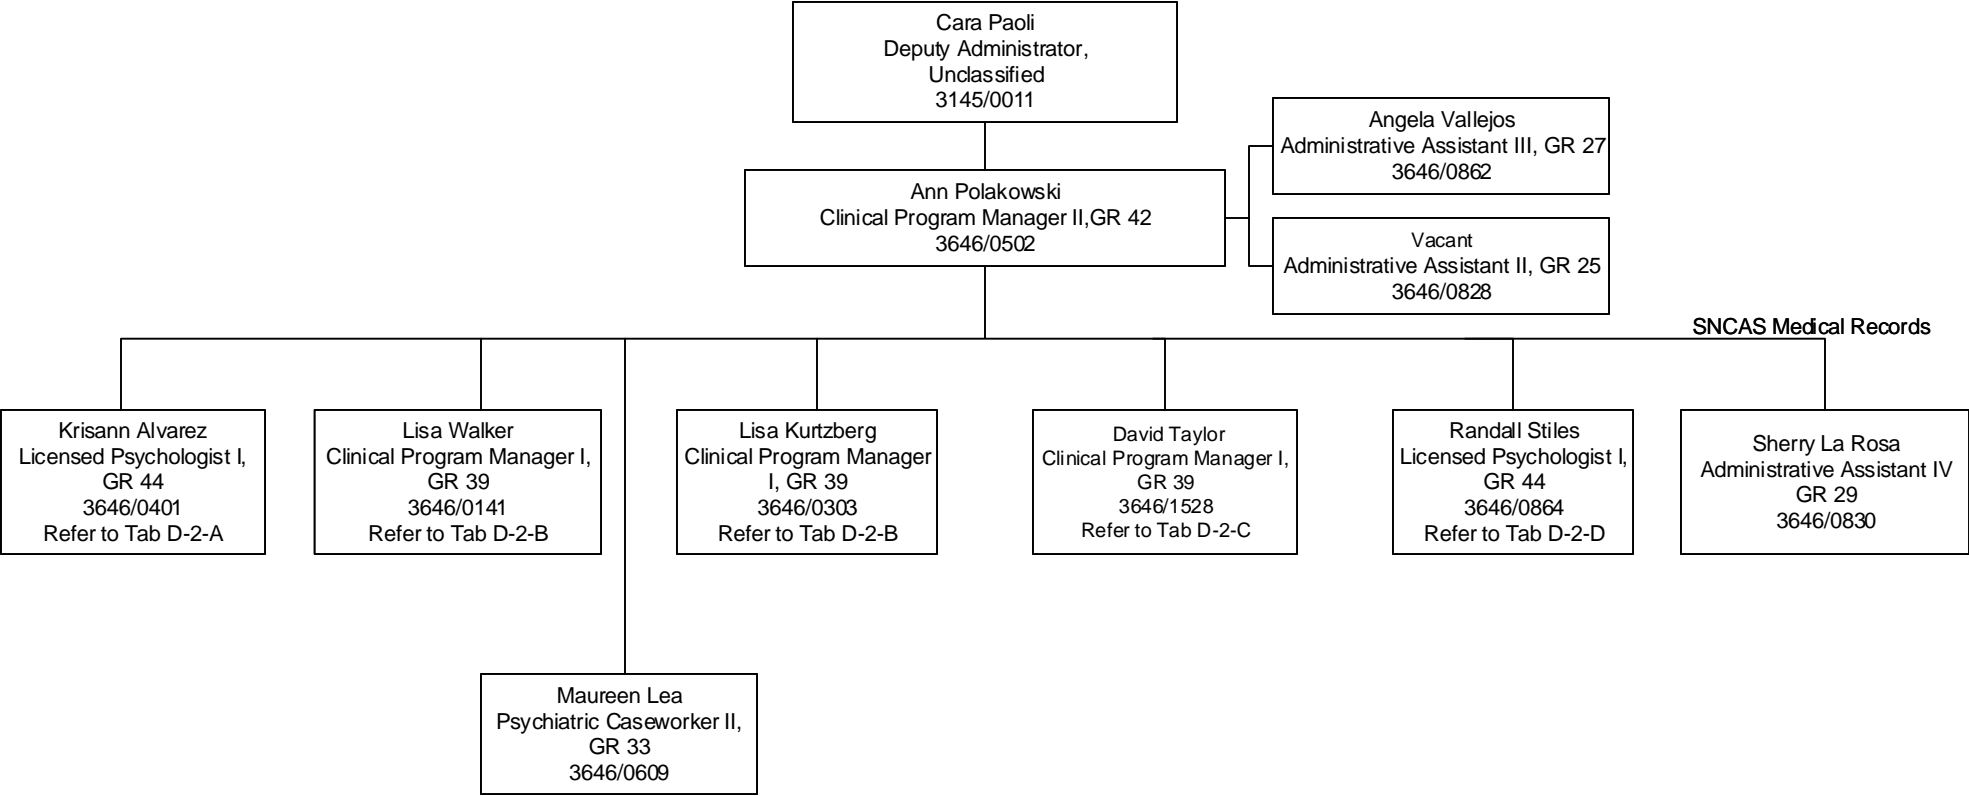 Cara Paoli
Deputy Administrator,
Unclassified
3145/0011
Angela Vallejos
Administrative Assistant III, GR 27
3646/0862
Ann Polakowski
Clinical Program Manager II,GR 42
3646/0502
Vacant
Administrative Assistant II, GR 25
3646/0828
SNCAS Medical Records
Krisann Alvarez
Licensed Psychologist I,
GR 44
3646/0401
Refer to Tab D-2-A
Lisa Walker
Clinical Program Manager I,
GR 39
3646/0141
Refer to Tab D-2-B
Lisa Kurtzberg
Clinical Program Manager
I, GR 39
3646/0303
Refer to Tab D-2-B
David Taylor
Clinical Program Manager I,
GR 39
3646/1528
Refer to Tab D-2-C
Randall Stiles
Licensed Psychologist I,
GR 44
3646/0864
Refer to Tab D-2-D
Sherry La Rosa
Administrative Assistant IV
GR 29
3646/0830
Maureen Lea
Psychiatric Caseworker II,
GR 33
3646/0609